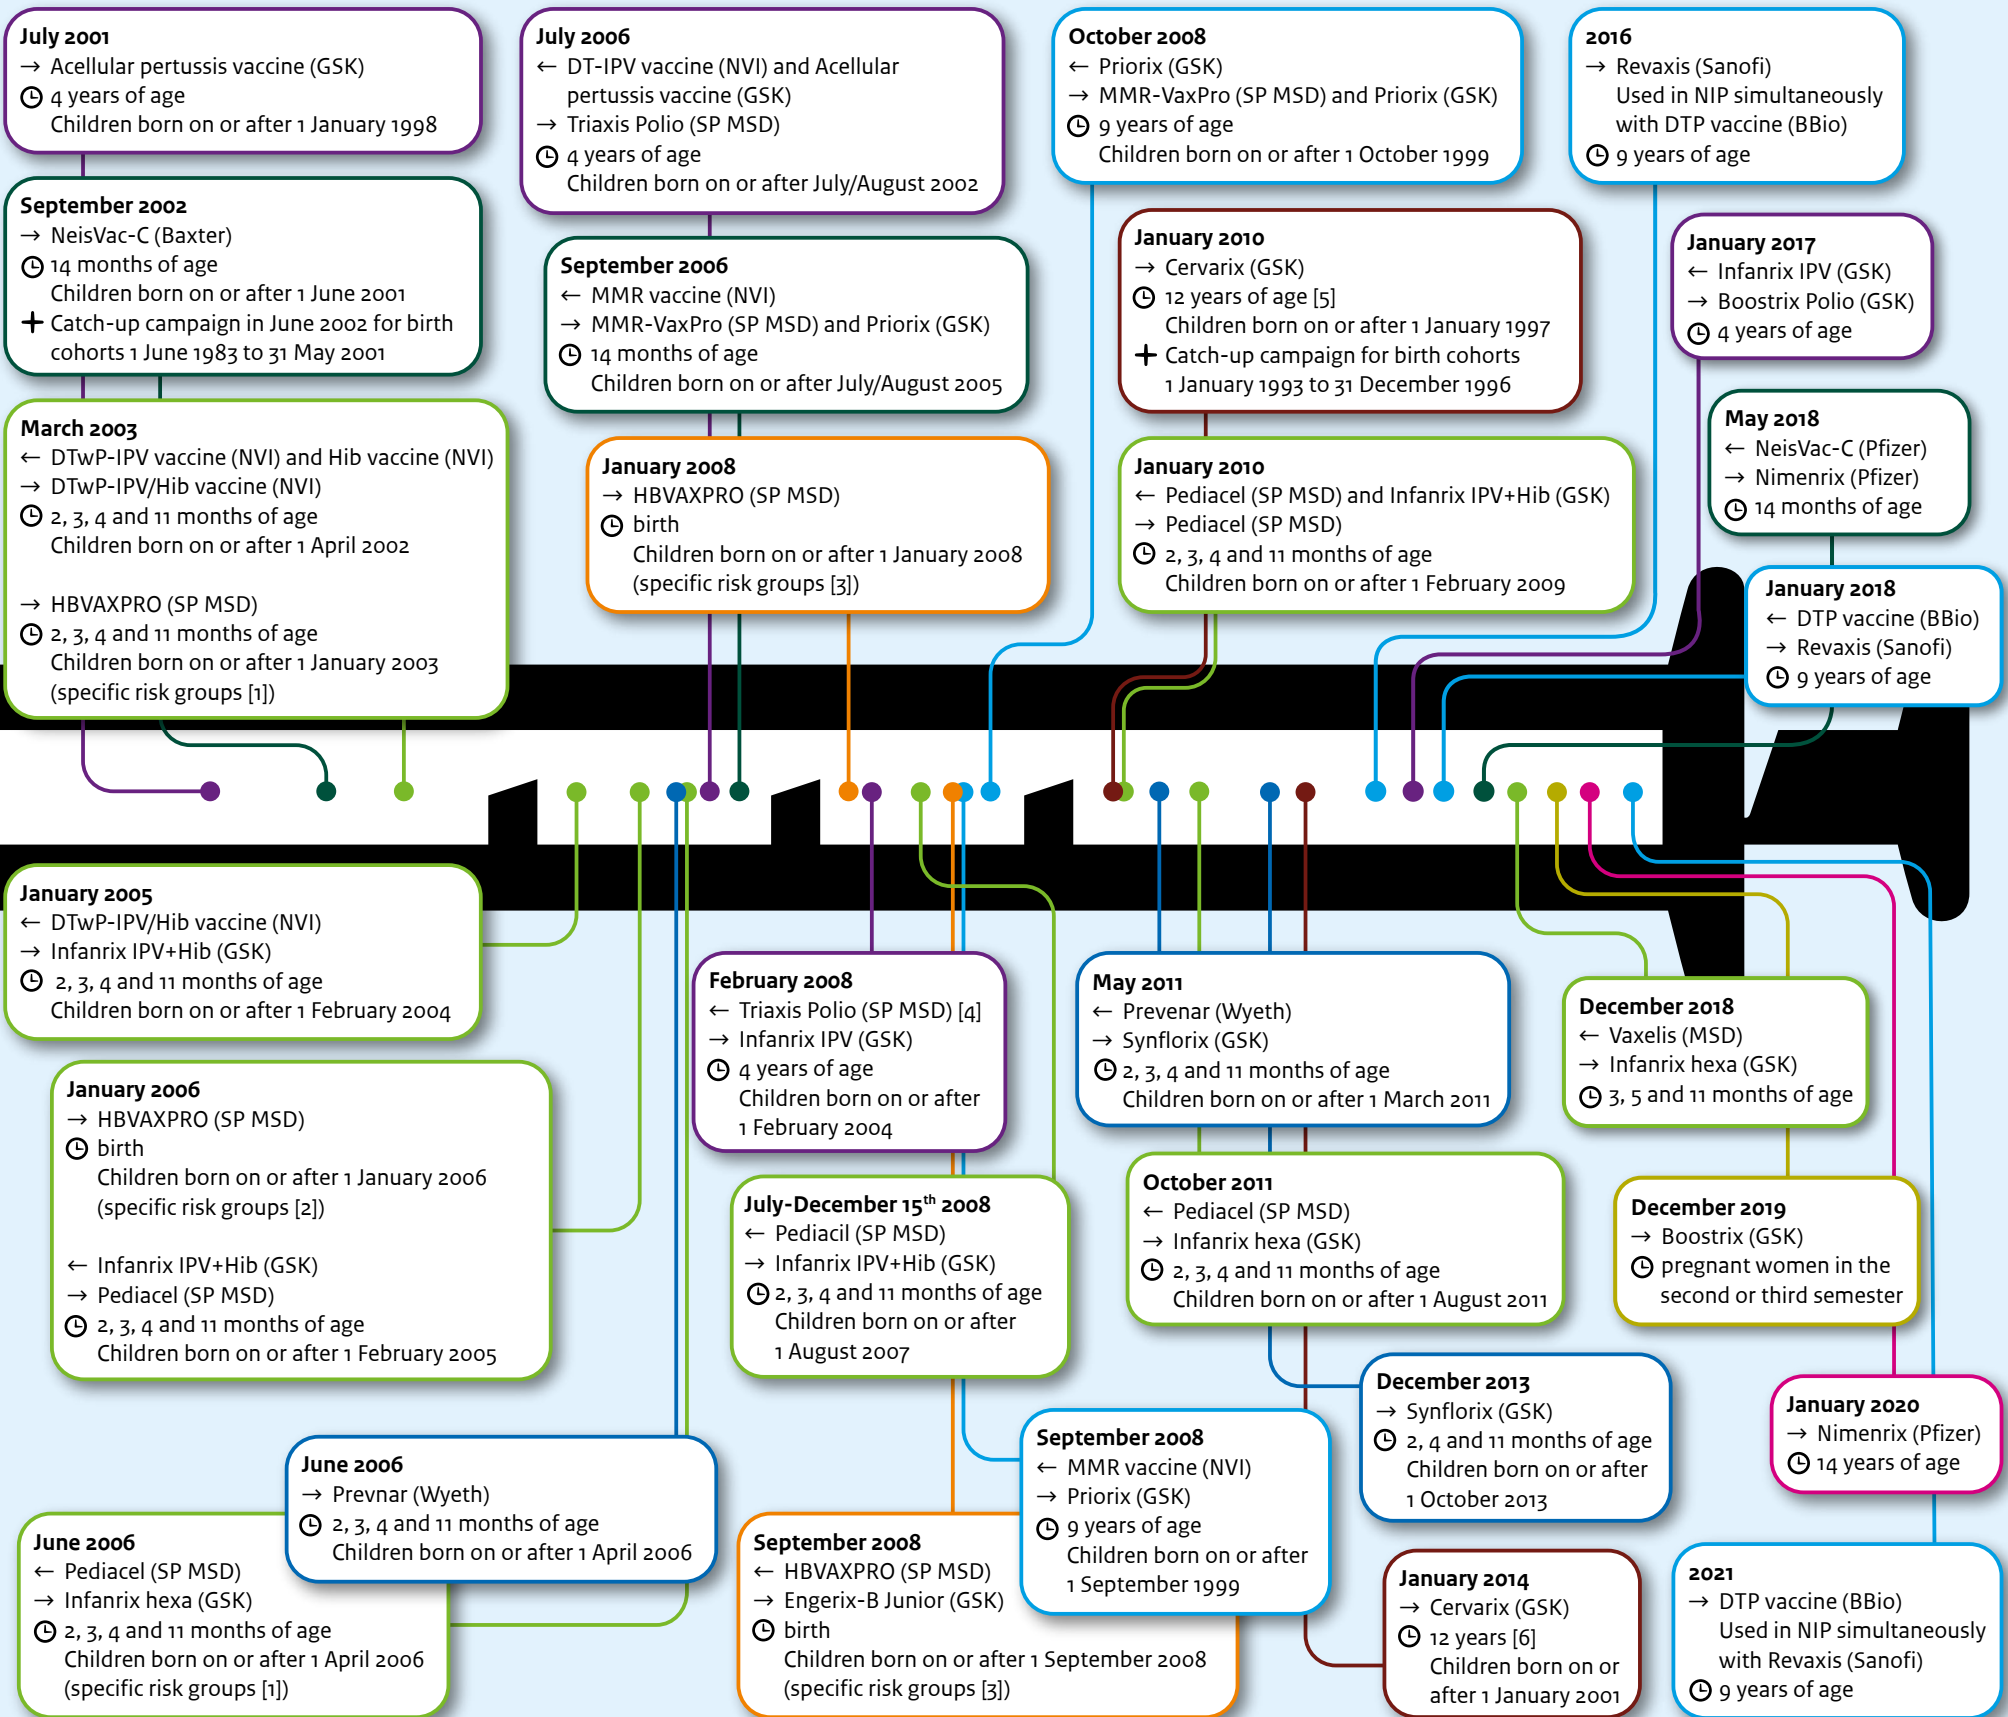 July 2001
→ Acellular pertussis vaccine (GSK)
4 years of age
Children born on or after 1 January 1998
September 2002
→ NeisVac-C (Baxter)
14 months of age
Children born on or after 1 June 2001
+ Catch-up campaign in June 2002 for birth
cohorts 1 June 1983 to 31 May 2001
March 2003
← DTwP-IPV vaccine (NVI) and Hib vaccine (NVI)
→ DTwP-IPV/Hib vaccine (NVI)
2, 3, 4 and 11 months of age
Children born on or after 1 April 2002
→ HBVAXPRO (SP MSD)
2, 3, 4 and 11 months of age
Children born on or after 1 January 2003
(specific risk groups [1])
July 2006
← DT-IPV vaccine (NVI) and Acellular
pertussis vaccine (GSK)
→ Triaxis Polio (SP MSD)
4 years of age
Children born on or after July/August 2002
September 2006
← MMR vaccine (NVI)
→ MMR-VaxPro (SP MSD) and Priorix (GSK)
14 months of age
Children born on or after July/August 2005
January 2008
→ HBVAXPRO (SP MSD)
birth
Children born on or after 1 January 2008
(specific risk groups [3])
October 2008
← Priorix (GSK)
→ MMR-VaxPro (SP MSD) and Priorix (GSK)
9 years of age
Children born on or after 1 October 1999
January 2010
→ Cervarix (GSK)
12 years of age [5]
Children born on or after 1 January 1997
+ Catch-up campaign for birth cohorts
1 January 1993 to 31 December 1996
January 2010
← Pediacel (SP MSD) and Infanrix IPV+Hib (GSK)
→ Pediacel (SP MSD)
2, 3, 4 and 11 months of age
Children born on or after 1 February 2009
2016
→ Revaxis (Sanofi)
Used in NIP simultaneously
with DTP vaccine (BBio)
9 years of age
January 2017
← Infanrix IPV (GSK)
→ Boostrix Polio (GSK)
4 years of age
May 2018
← NeisVac-C (Pfizer)
→ Nimenrix (Pfizer)
14 months of age
January 2018
← DTP vaccine (BBio)
→ Revaxis (Sanofi)
9 years of age
January 2005
← DTwP-IPV/Hib vaccine (NVI)
→ Infanrix IPV+Hib (GSK)
2, 3, 4 and 11 months of age
Children born on or after 1 February 2004
January 2006
→ HBVAXPRO (SP MSD)
birth
Children born on or after 1 January 2006
(specific risk groups [2])
← Infanrix IPV+Hib (GSK)
→ Pediacel (SP MSD)
2, 3, 4 and 11 months of age
Children born on or after 1 February 2005
June 2006
→ Prevnar (Wyeth)
2, 3, 4 and 11 months of age
Children born on or after 1 April 2006
June 2006
← Pediacel (SP MSD)
→ Infanrix hexa (GSK)
2, 3, 4 and 11 months of age
Children born on or after 1 April 2006
(specific risk groups [1])
February 2008
← Triaxis Polio (SP MSD) [4]
→ Infanrix IPV (GSK)
4 years of age
Children born on or after
1 February 2004
July-December 15th 2008
← Pediacil (SP MSD)
→ Infanrix IPV+Hib (GSK)
2, 3, 4 and 11 months of age
Children born on or after
1 August 2007
September 2008
← MMR vaccine (NVI)
→ Priorix (GSK)
9 years of age
Children born on or after
1 September 1999
September 2008
← HBVAXPRO (SP MSD)
→ Engerix-B Junior (GSK)
birth
Children born on or after 1 September 2008
(specific risk groups [3])
May 2011
← Prevenar (Wyeth)
→ Synflorix (GSK)
2, 3, 4 and 11 months of age
Children born on or after 1 March 2011
October 2011
← Pediacel (SP MSD)
→ Infanrix hexa (GSK)
2, 3, 4 and 11 months of age
Children born on or after 1 August 2011
December 2013
→ Synflorix (GSK)
2, 4 and 11 months of age
Children born on or after
1 October 2013
January 2014
→ Cervarix (GSK)
12 years [6]
Children born on or
after 1 January 2001
December 2018
← Vaxelis (MSD)
→ Infanrix hexa (GSK)
3, 5 and 11 months of age
December 2019
→ Boostrix (GSK)
pregnant women in the
second or third semester
January 2020
→ Nimenrix (Pfizer)
14 years of age
2021
→ DTP vaccine (BBio)
Used in NIP simultaneously
with Revaxis (Sanofi)
9 years of age